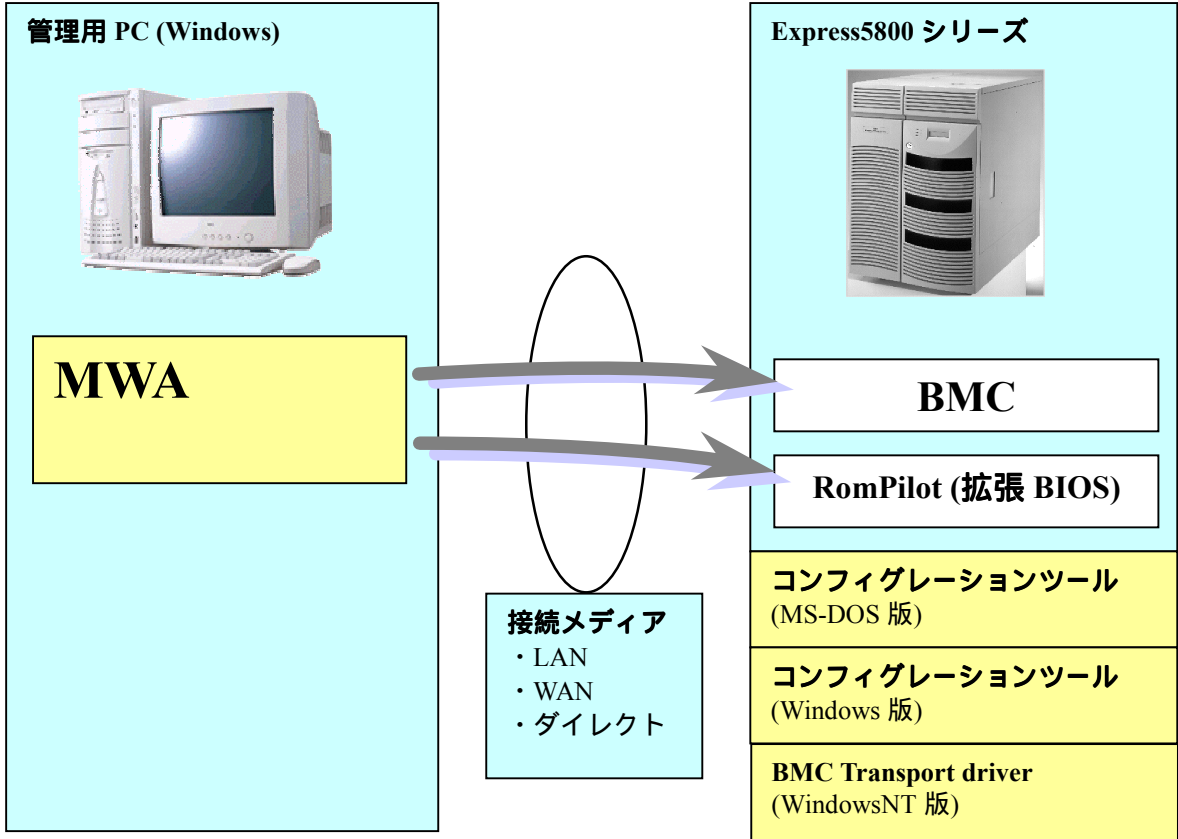 管理用 PC (Windows)
MWA
接続メディア
・LAN
・WAN
・ダイレクト
Express5800 シリーズ
BMC
RomPilot (拡張 BIOS)
コンフィグレーションツール
(MS-DOS 版)
コンフィグレーションツール
(Windows 版)
BMC Transport driver
(WindowsNT 版)